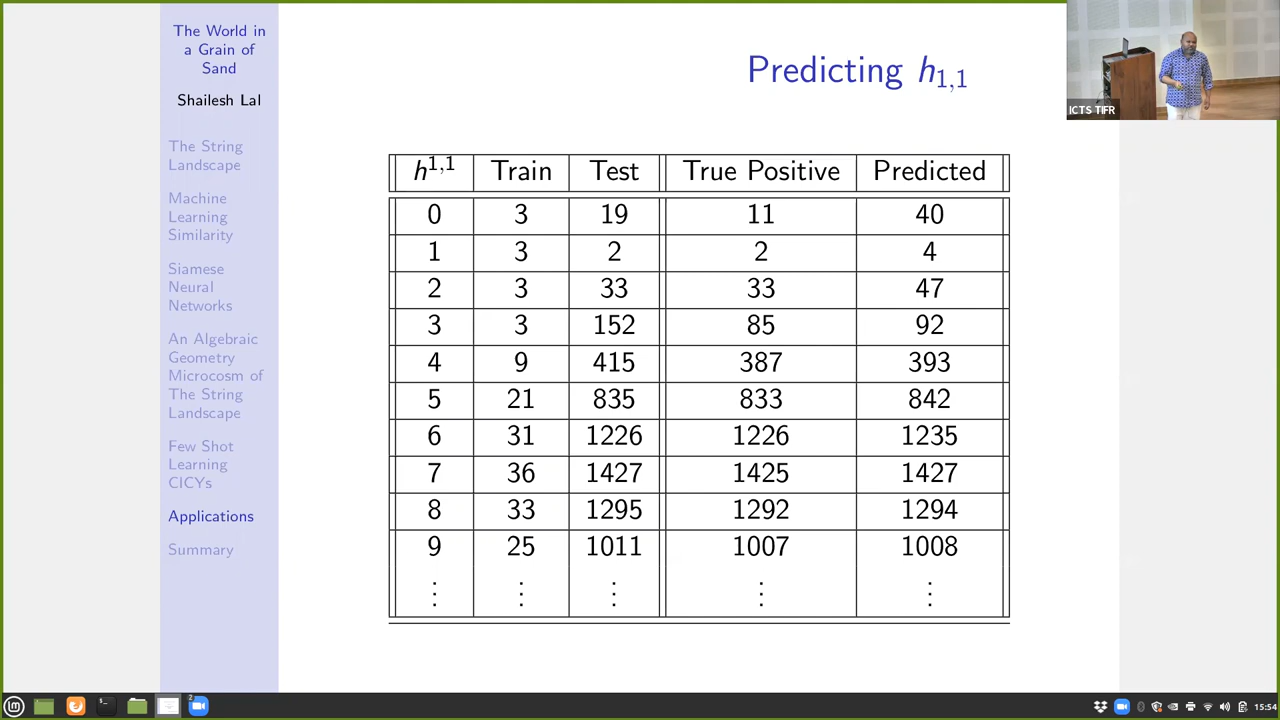 The World in
a Grain of
Sand
Shailesh Lal
The String
Landscape
Machine
Learning
Similarity
Siamese
Neural
Networks
An Algebraic
Geometry
Microcosm of
The String
Landscape
Few Shot
Learning
CICYs
Applications
Summary
Predicting h₁,₁
h¹,¹ Train Test True Positive Predicted
0 3 19 11 40
1 3 2 2 4
2 3 33 33 47
3 3 152 85 92
4 9 415 387 393
5 21 835 833 842
6 31 1226 1226 1235
7 36 1427 1425 1427
8 33 1295 1292 1294
9 25 1011 1007 1008
⋮ ⋮ ⋮ ⋮ ⋮
ICTS TIFR
2
15:54